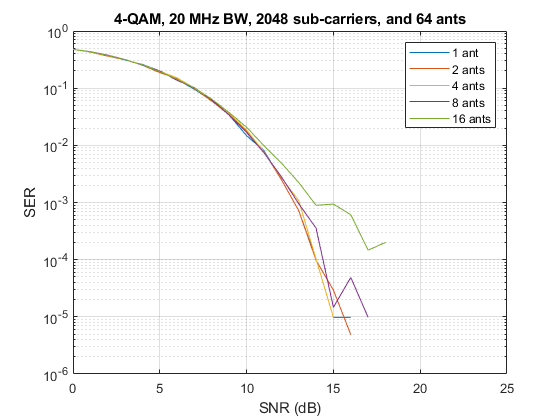 4-QAM, 20 MHz BW, 2048 sub-carriers, and 64 ants
10^0
10^-1
10^-2
10^-3
10^-4
10^-5
10^-6
SER
1 ant
2 ants
4 ants
8 ants
16 ants
0 5 10 15 20 25
SNR (dB)